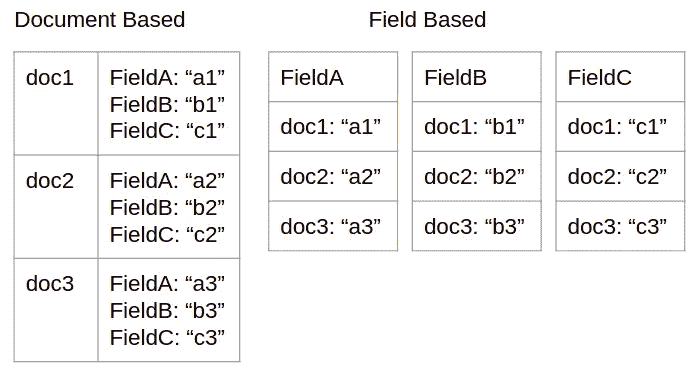 Document Based
doc1
FieldA: “a1”
FieldB: “b1”
FieldC: “c1”
doc2
FieldA: “a2”
FieldB: “b2”
FieldC: “c2”
doc3
FieldA: “a3”
FieldB: “b3”
FieldC: “c3”
Field Based
FieldA
doc1: “a1”
doc2: “a2”
doc3: “a3”
FieldB
doc1: “b1”
doc2: “b2”
doc3: “b3”
FieldC
doc1: “c1”
doc2: “c2”
doc3: “c3”